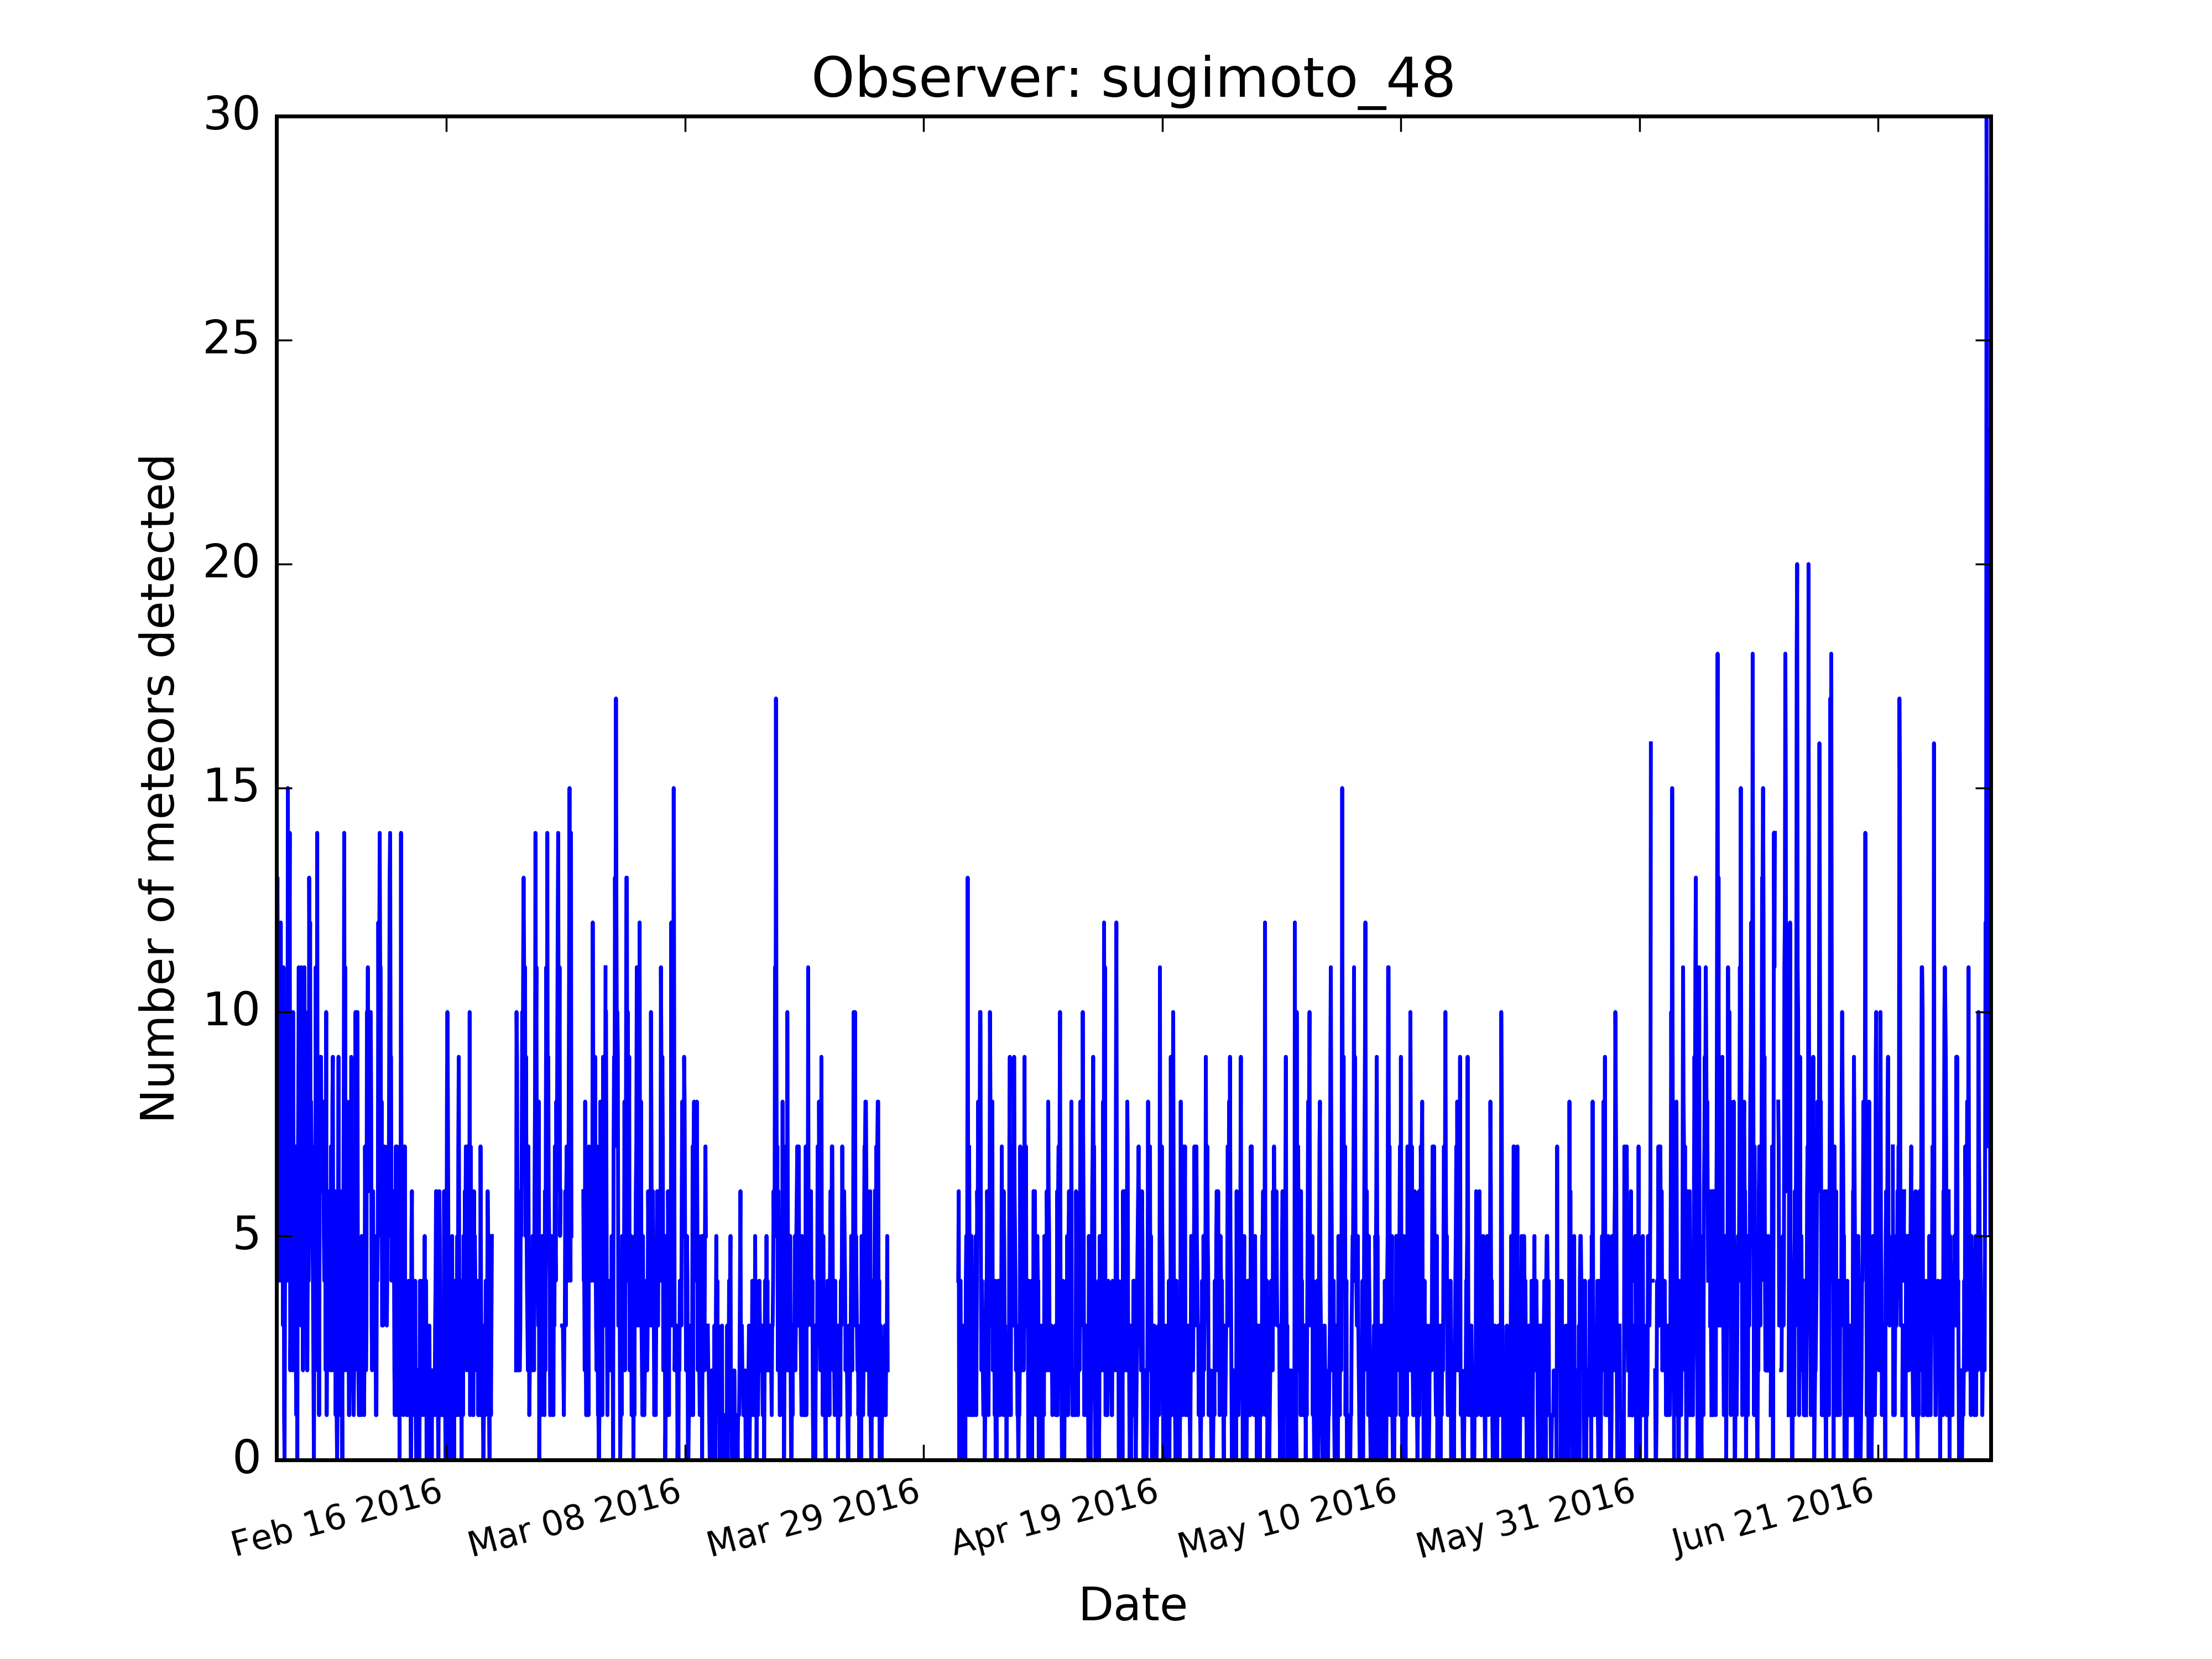 Observer: sugimoto_48
30
25
20
15
10
5
0
Number of meteors detected
Feb 16 2016
Mar 08 2016
Mar 29 2016
Apr 19 2016
May 10 2016
May 31 2016
Jun 21 2016
Date